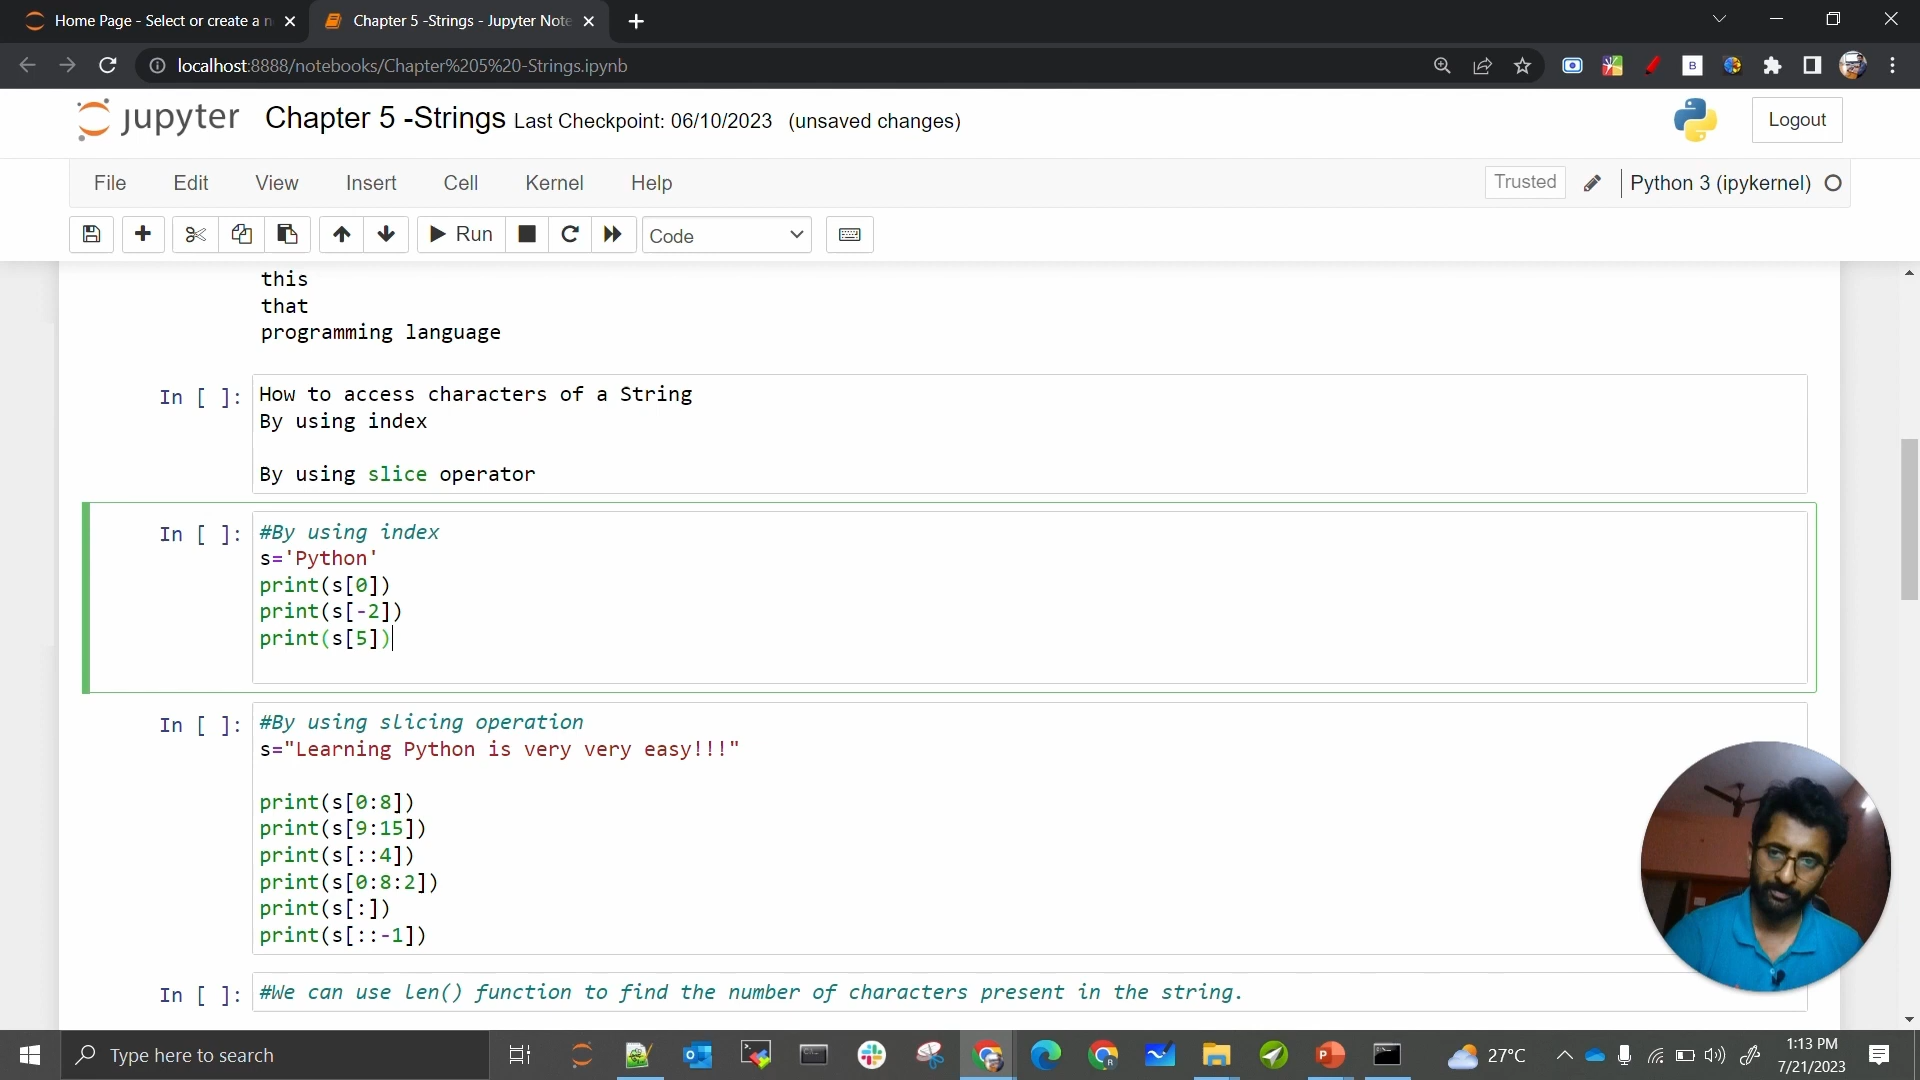 Home Page - Select or create a n
Chapter 5 -Strings - Jupyter Note
localhost:8888/notebooks/Chapter%205%20-Strings.ipynb
B
jupyter Chapter 5 -Strings Last Checkpoint: 06/10/2023 (unsaved changes)
Logout
File Edit View Insert Cell Kernel Help
Trusted
Python 3 (ipykernel)
Run
Code
this
that
programming language
In [ ]: How to access characters of a String
By using index
By using slice operator
In [ ]: #By using index
s='Python'
print(s[0])
print(s[-2])
print(s[5])
In [ ]: #By using slicing operation
s="Learning Python is very very easy!!!"
print(s[0:8])
print(s[9:15])
print(s[::4])
print(s[0:8:2])
print(s[:])
print(s[::-1])
In [ ]: #We can use len() function to find the number of characters present in the string.
Type here to search
27°C
1:13 PM
7/21/2023